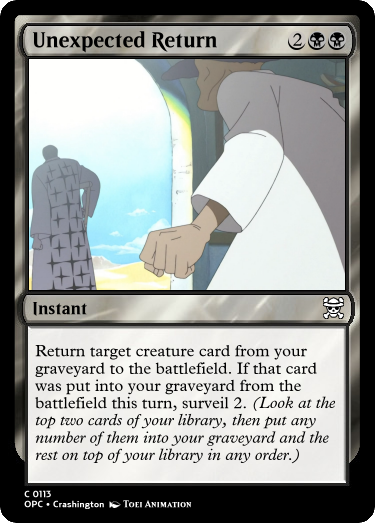 Unexpected Return 2
Instant
Return target creature card from your
graveyard to the battlefield. If that card
was put into your graveyard from the
battlefield this turn, surveil 2. (Look at the
top two cards of your library, then put any
number of them into your graveyard and the
rest on top of your library in any order.)
C 0113
OPC • Crashington TOEI ANIMATION